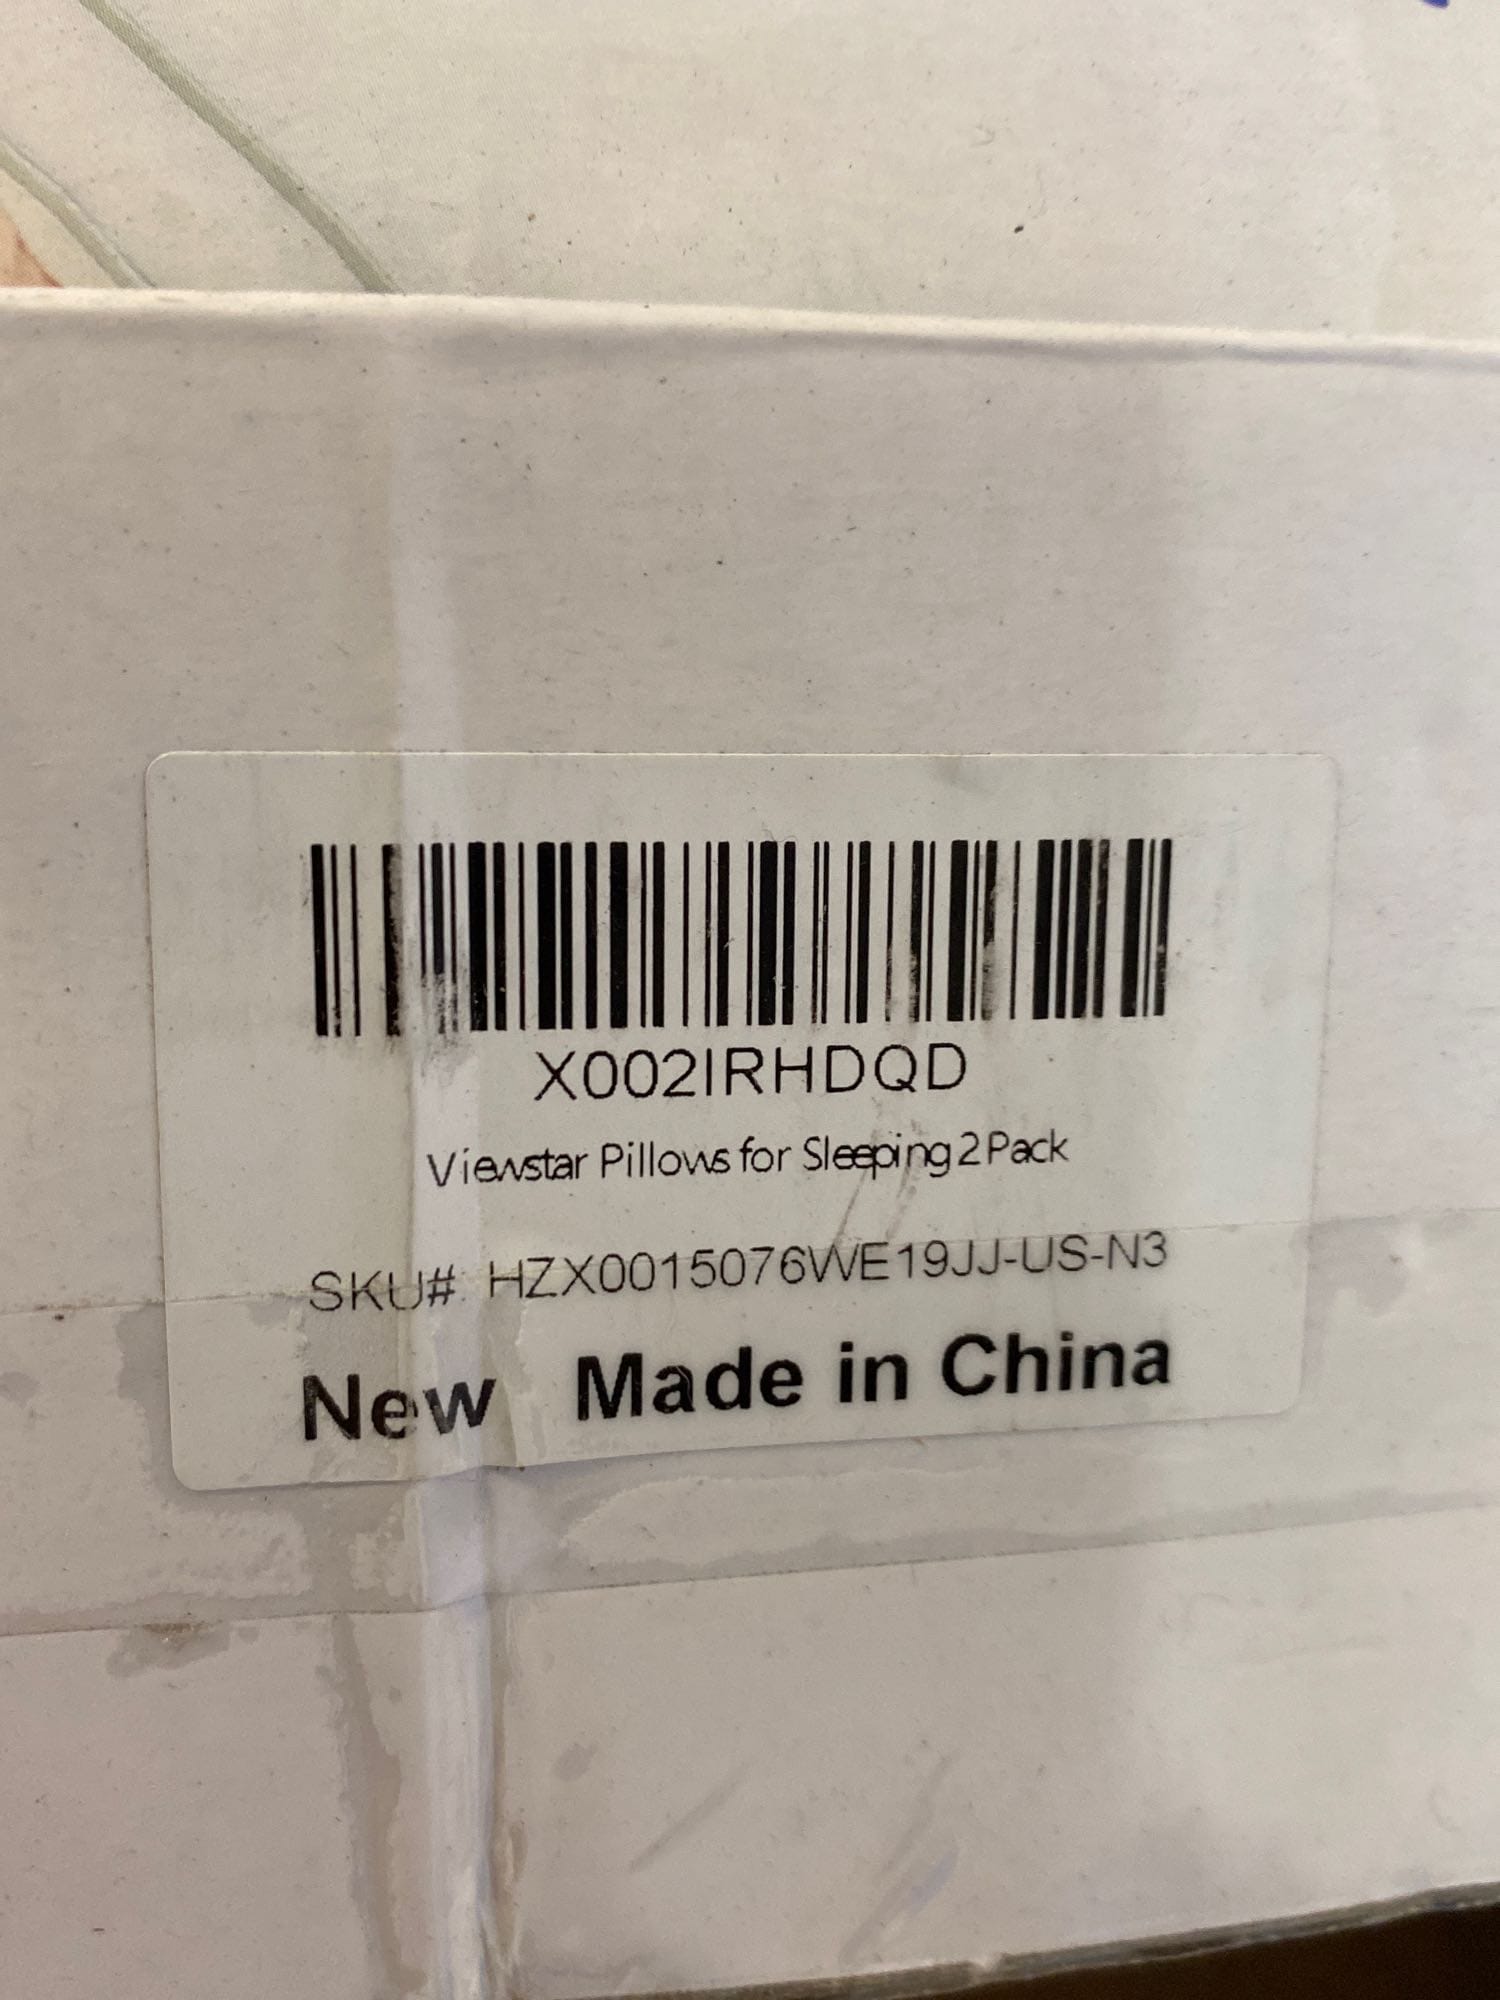 X002IRHDQD
Viewstar Pillows for Sleeping 2 Pack
SKU#: HZX0015076WE19JJ-US-N3
New Made in China